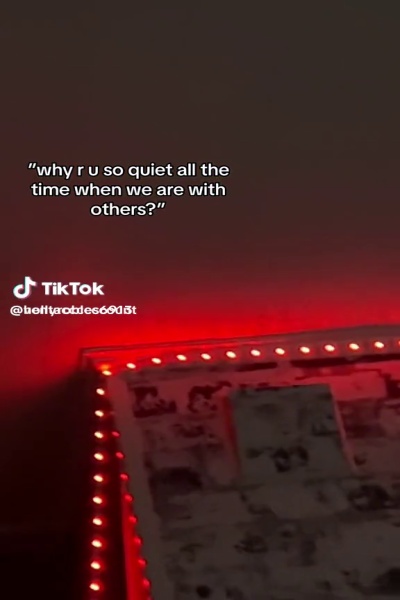 "why r u so quiet all the
time when we are with
others?"
TikTok